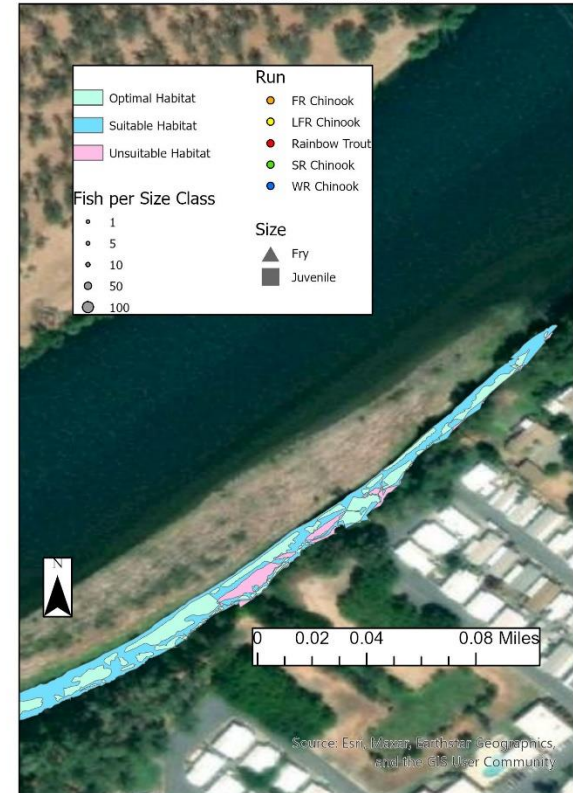 Optimal Habitat
Suitable Habitat
Unsuitable Habitat
Fish per Size Class
1
5
10
50
100
Run
FR Chinook
LFR Chinook
Rainbow Trout
SR Chinook
WR Chinook
Size
Fry
Juvenile
N
0 0.02 0.04 0.08 Miles
Source: Esri, Maxar, Earthstar Geographics,
and the GIS User Community